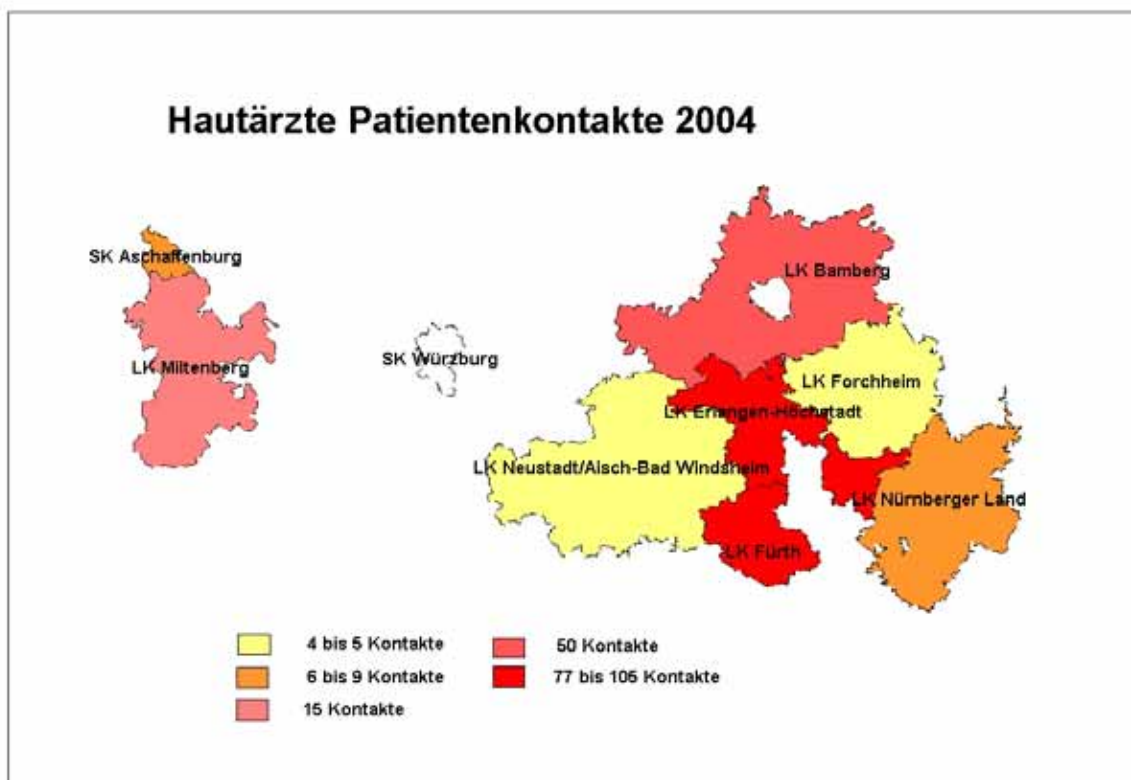 Hautärzte Patientenkontakte 2004
SK Aschaffenburg
LK Bamberg
SK Würzburg
LK Miltenberg
LK Forchheim
LK Erlangen-Höchstadt
LK Neustadt/Aisch-Bad Windsheim
LK Nürnberger Land
LK Fürth
4 bis 5 Kontakte
6 bis 9 Kontakte
15 Kontakte
50 Kontakte
77 bis 105 Kontakte